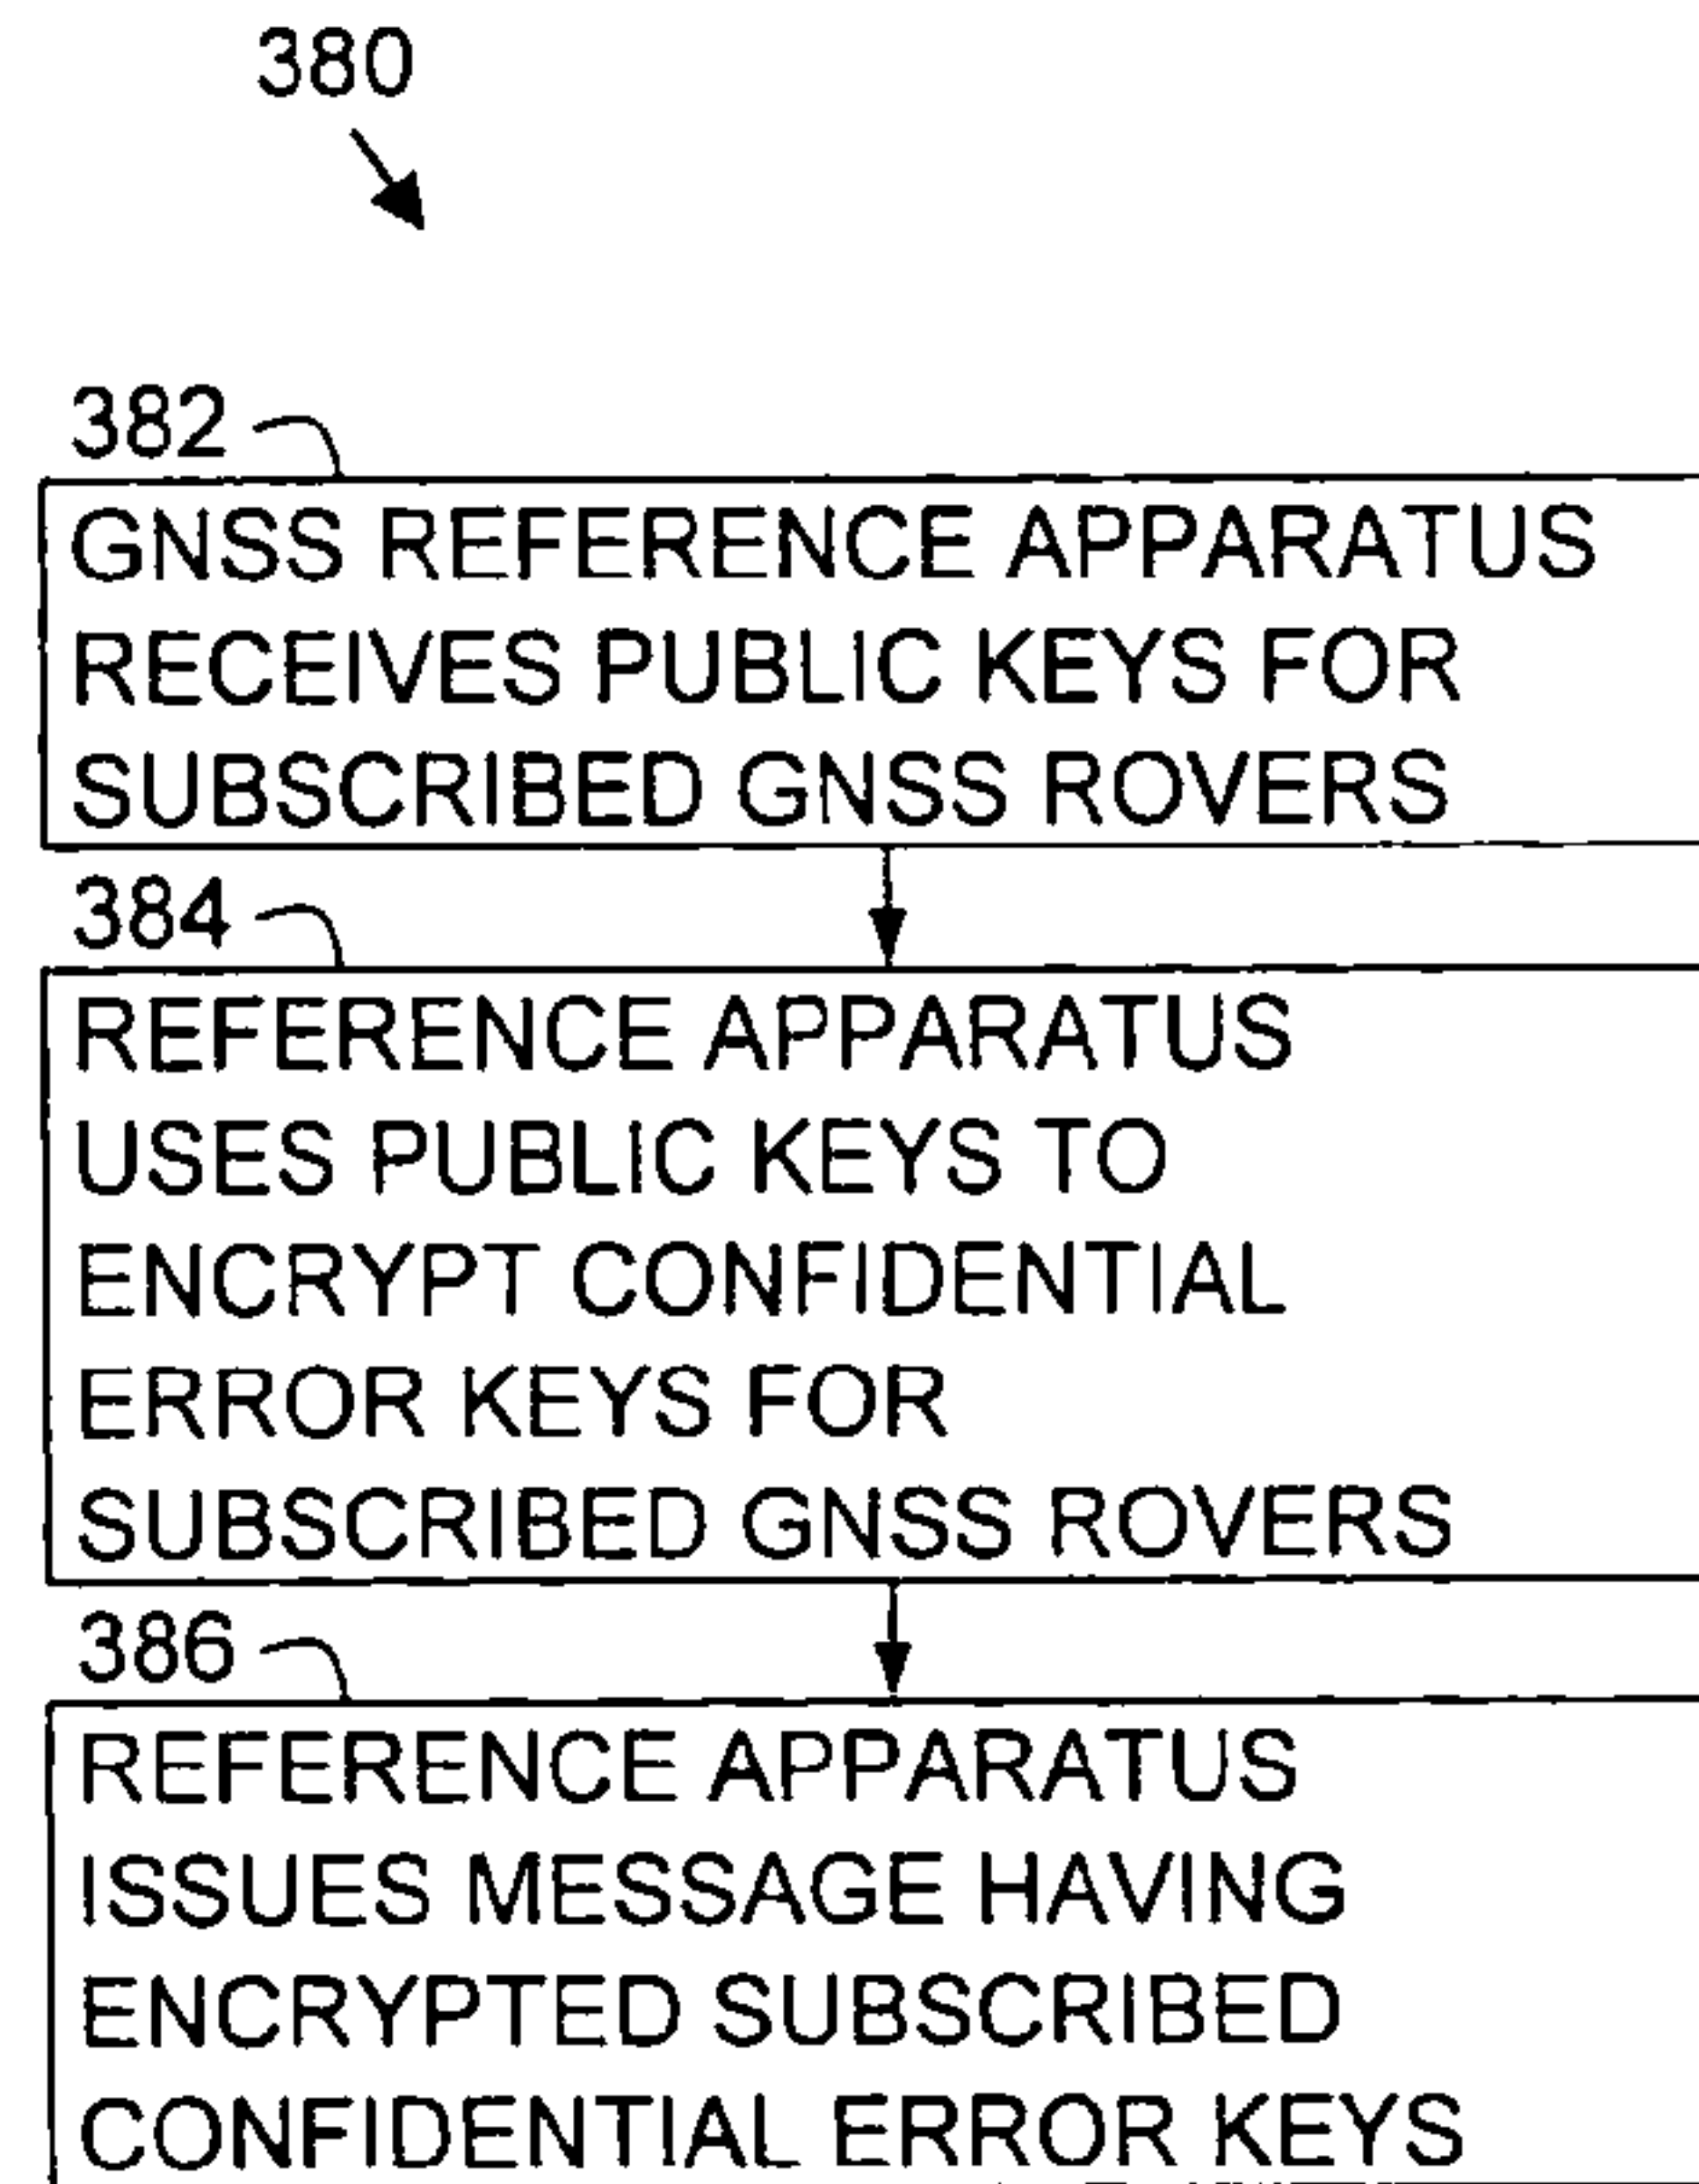 380
382
GNSS REFERENCE APPARATUS
RECEIVES PUBLIC KEYS FOR
SUBSCRIBED GNSS ROVERS
384
REFERENCE APPARATUS
USES PUBLIC KEYS TO
ENCRYPT CONFIDENTIAL
ERROR KEYS FOR
SUBSCRIBED GNSS ROVERS
386
REFERENCE APPARATUS
ISSUES MESSAGE HAVING
ENCRYPTED SUBSCRIBED
CONFIDENTIAL ERROR KEYS